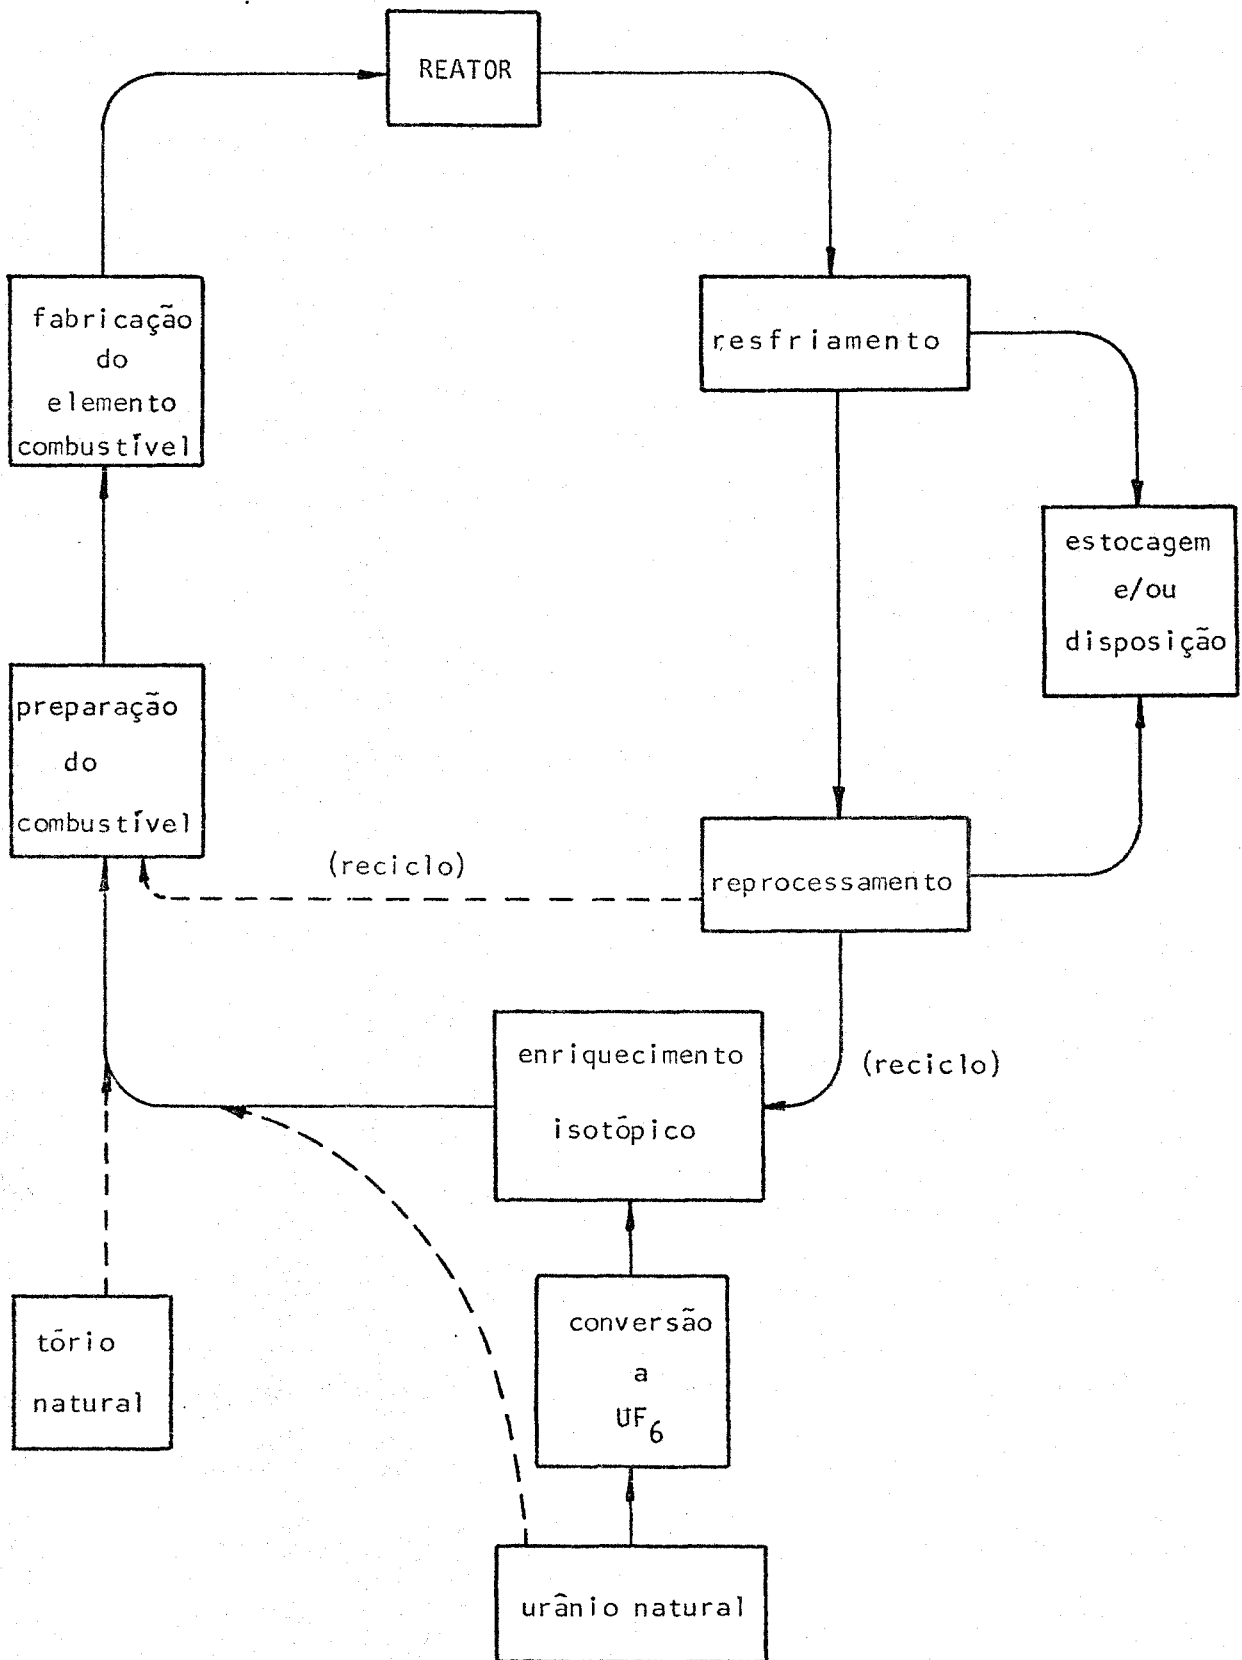 REATOR
fabricação
do
elemento
combustível
resfriamento
estocagem
e/ou
disposição
preparação
do
combustível
(reciclo)
reprocessamento
enriquecimento
isotópico
(reciclo)
tório
natural
conversão
a
UF₆
urânio natural